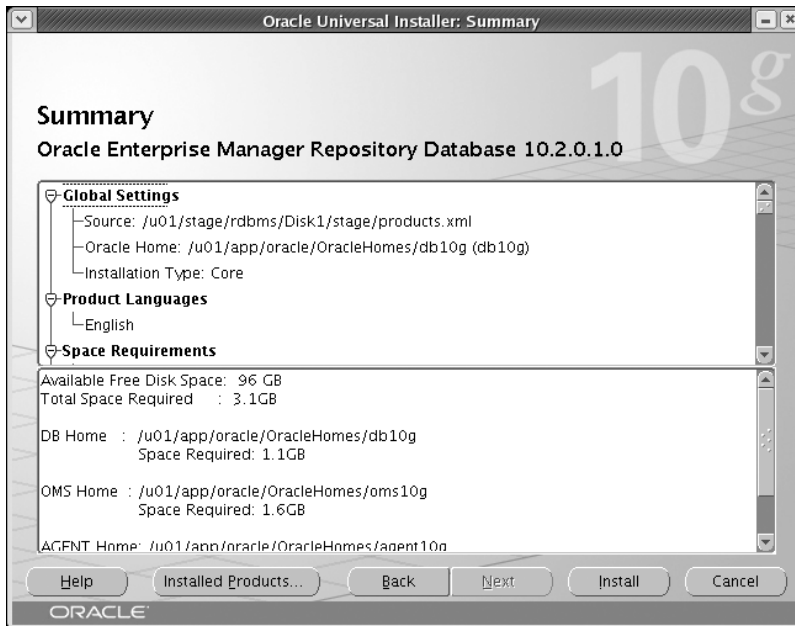 Oracle Universal Installer: Summary
10g
Summary
Oracle Enterprise Manager Repository Database 10.2.0.1.0
Global Settings
Source: /u01/stage/rdbms/Disk1/stage/products.xml
Oracle Home: /u01/app/oracle/OracleHomes/db10g (db10g)
Installation Type: Core
Product Languages
English
Space Requirements
Available Free Disk Space: 96 GB
Total Space Required : 3.1GB
DB Home : /u01/app/oracle/OracleHomes/db10g
Space Required: 1.1GB
OMS Home : /u01/app/oracle/OracleHomes/oms10g
Space Required: 1.6GB
AGENT Home: /u01/app/oracle/OracleHomes/agent10g
Help Installed Products... Back Next Install Cancel
ORACLE